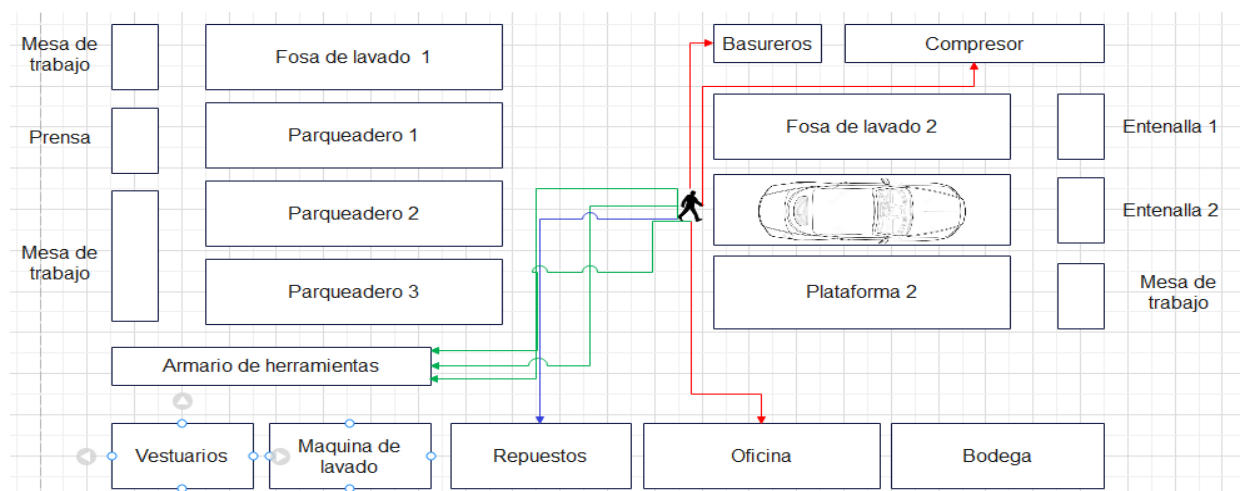 Mesa de
trabajo
Fosa de lavado 1
Basureros
Compresor
Prensa
Parqueadero 1
Fosa de lavado 2
Entenalla 1
Parqueadero 2
Entenalla 2
Mesa de
trabajo
Parqueadero 3
Plataforma 2
Mesa de
trabajo
Armario de herramientas
Vestuarios
Maquina de
lavado
Repuestos
Oficina
Bodega